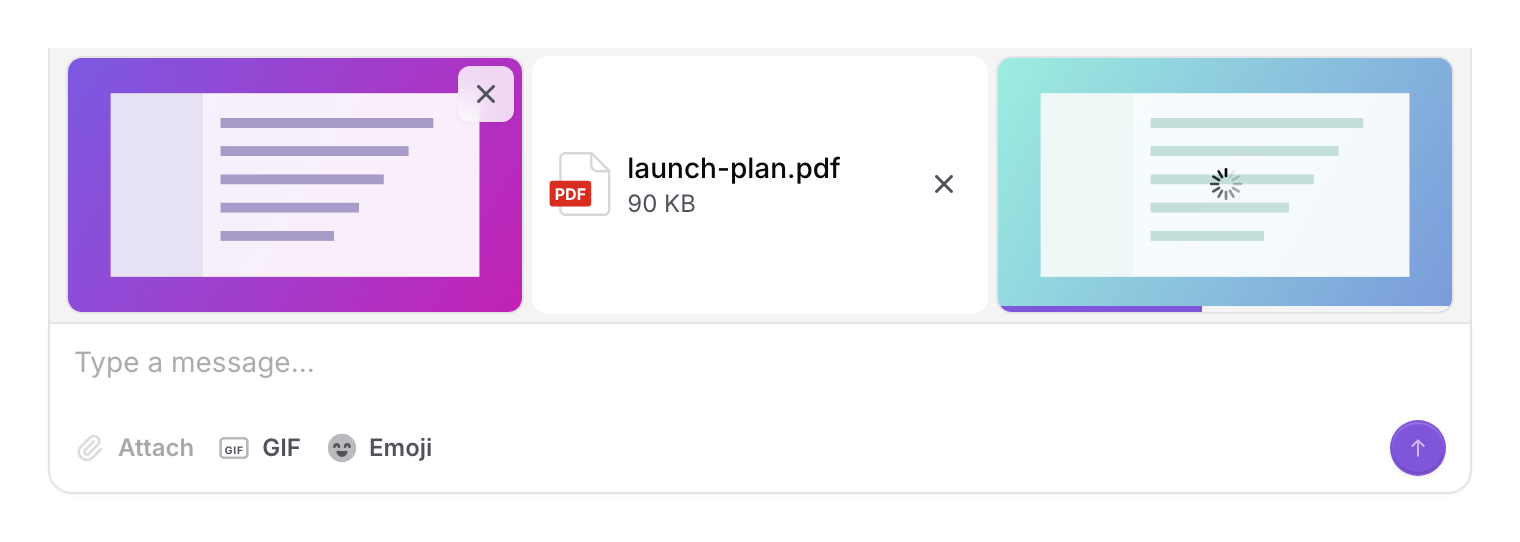 launch-plan.pdf
PDF
90 KB
Type a message...
Attach
GIF GIF
Emoji